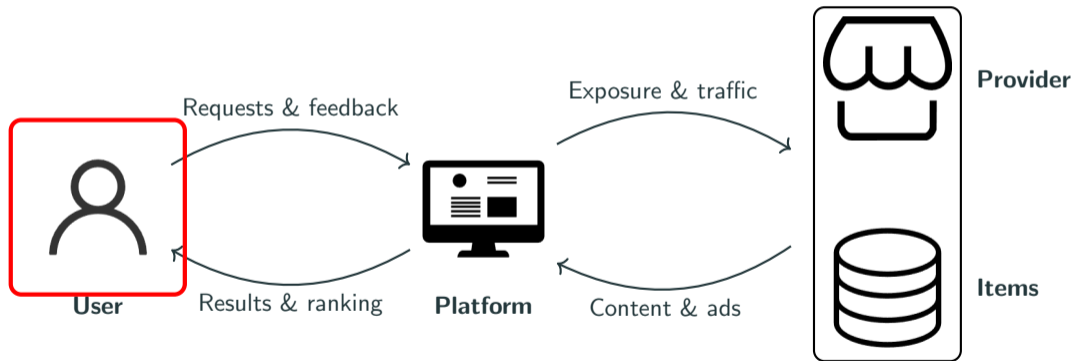 Requests & feedback
Exposure & traffic
Provider
User
Results & ranking
Platform
Content & ads
Items